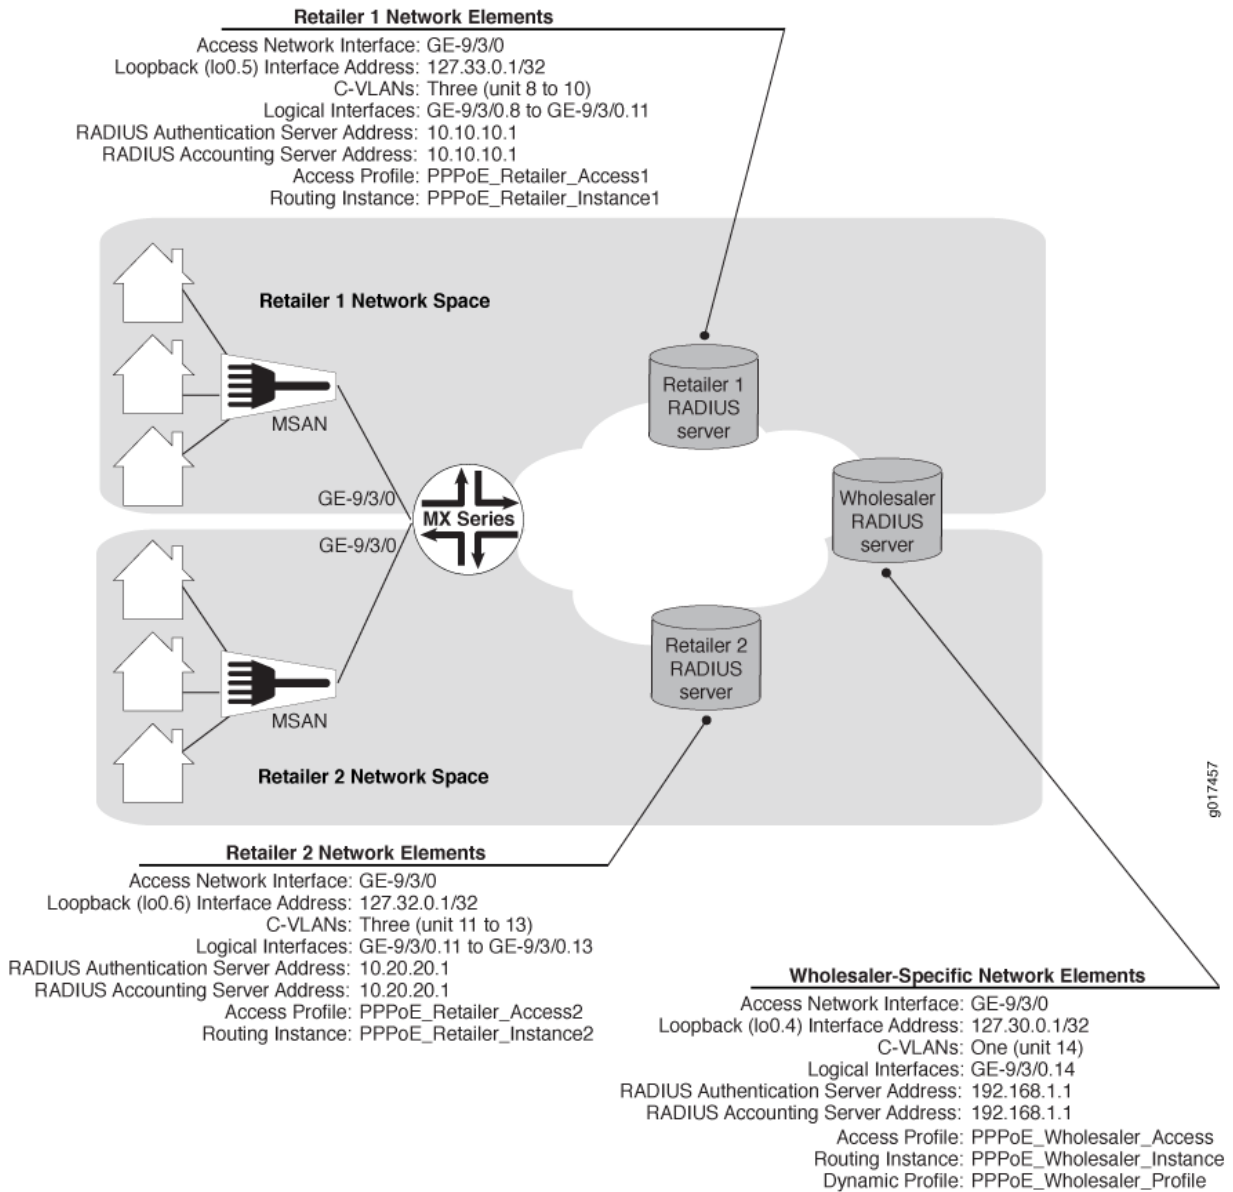 Retailer 1 Network Elements
Access Network Interface: GE-9/3/0
Loopback (lo0.5) Interface Address: 127.33.0.1/32
C-VLANs: Three (unit 8 to 10)
Logical Interfaces: GE-9/3/0.8 to GE-9/3/0.11
RADIUS Authentication Server Address: 10.10.10.1
RADIUS Accounting Server Address: 10.10.10.1
Access Profile: PPPoE_Retailer_Access1
Routing Instance: PPPoE_Retailer_Instance1
Retailer 1 Network Space
Retailer 1
RADIUS
server
MSAN
GE-9/3/0
MX Series
Wholesaler
RADIUS
server
GE-9/3/0
Retailer 2
RADIUS
server
MSAN
Retailer 2 Network Space
g017457
Retailer 2 Network Elements
Access Network Interface: GE-9/3/0
Loopback (lo0.6) Interface Address: 127.32.0.1/32
C-VLANs: Three (unit 11 to 13)
Logical Interfaces: GE-9/3/0.11 to GE-9/3/0.13
RADIUS Authentication Server Address: 10.20.20.1
RADIUS Accounting Server Address: 10.20.20.1
Access Profile: PPPoE_Retailer_Access2
Routing Instance: PPPoE_Retailer_Instance2
Wholesaler-Specific Network Elements
Access Network Interface: GE-9/3/0
Loopback (lo0.4) Interface Address: 127.30.0.1/32
C-VLANs: One (unit 14)
Logical Interfaces: GE-9/3/0.14
RADIUS Authentication Server Address: 192.168.1.1
RADIUS Accounting Server Address: 192.168.1.1
Access Profile: PPPoE_Wholesaler_Access
Routing Instance: PPPoE_Wholesaler_Instance
Dynamic Profile: PPPoE_Wholesaler_Profile